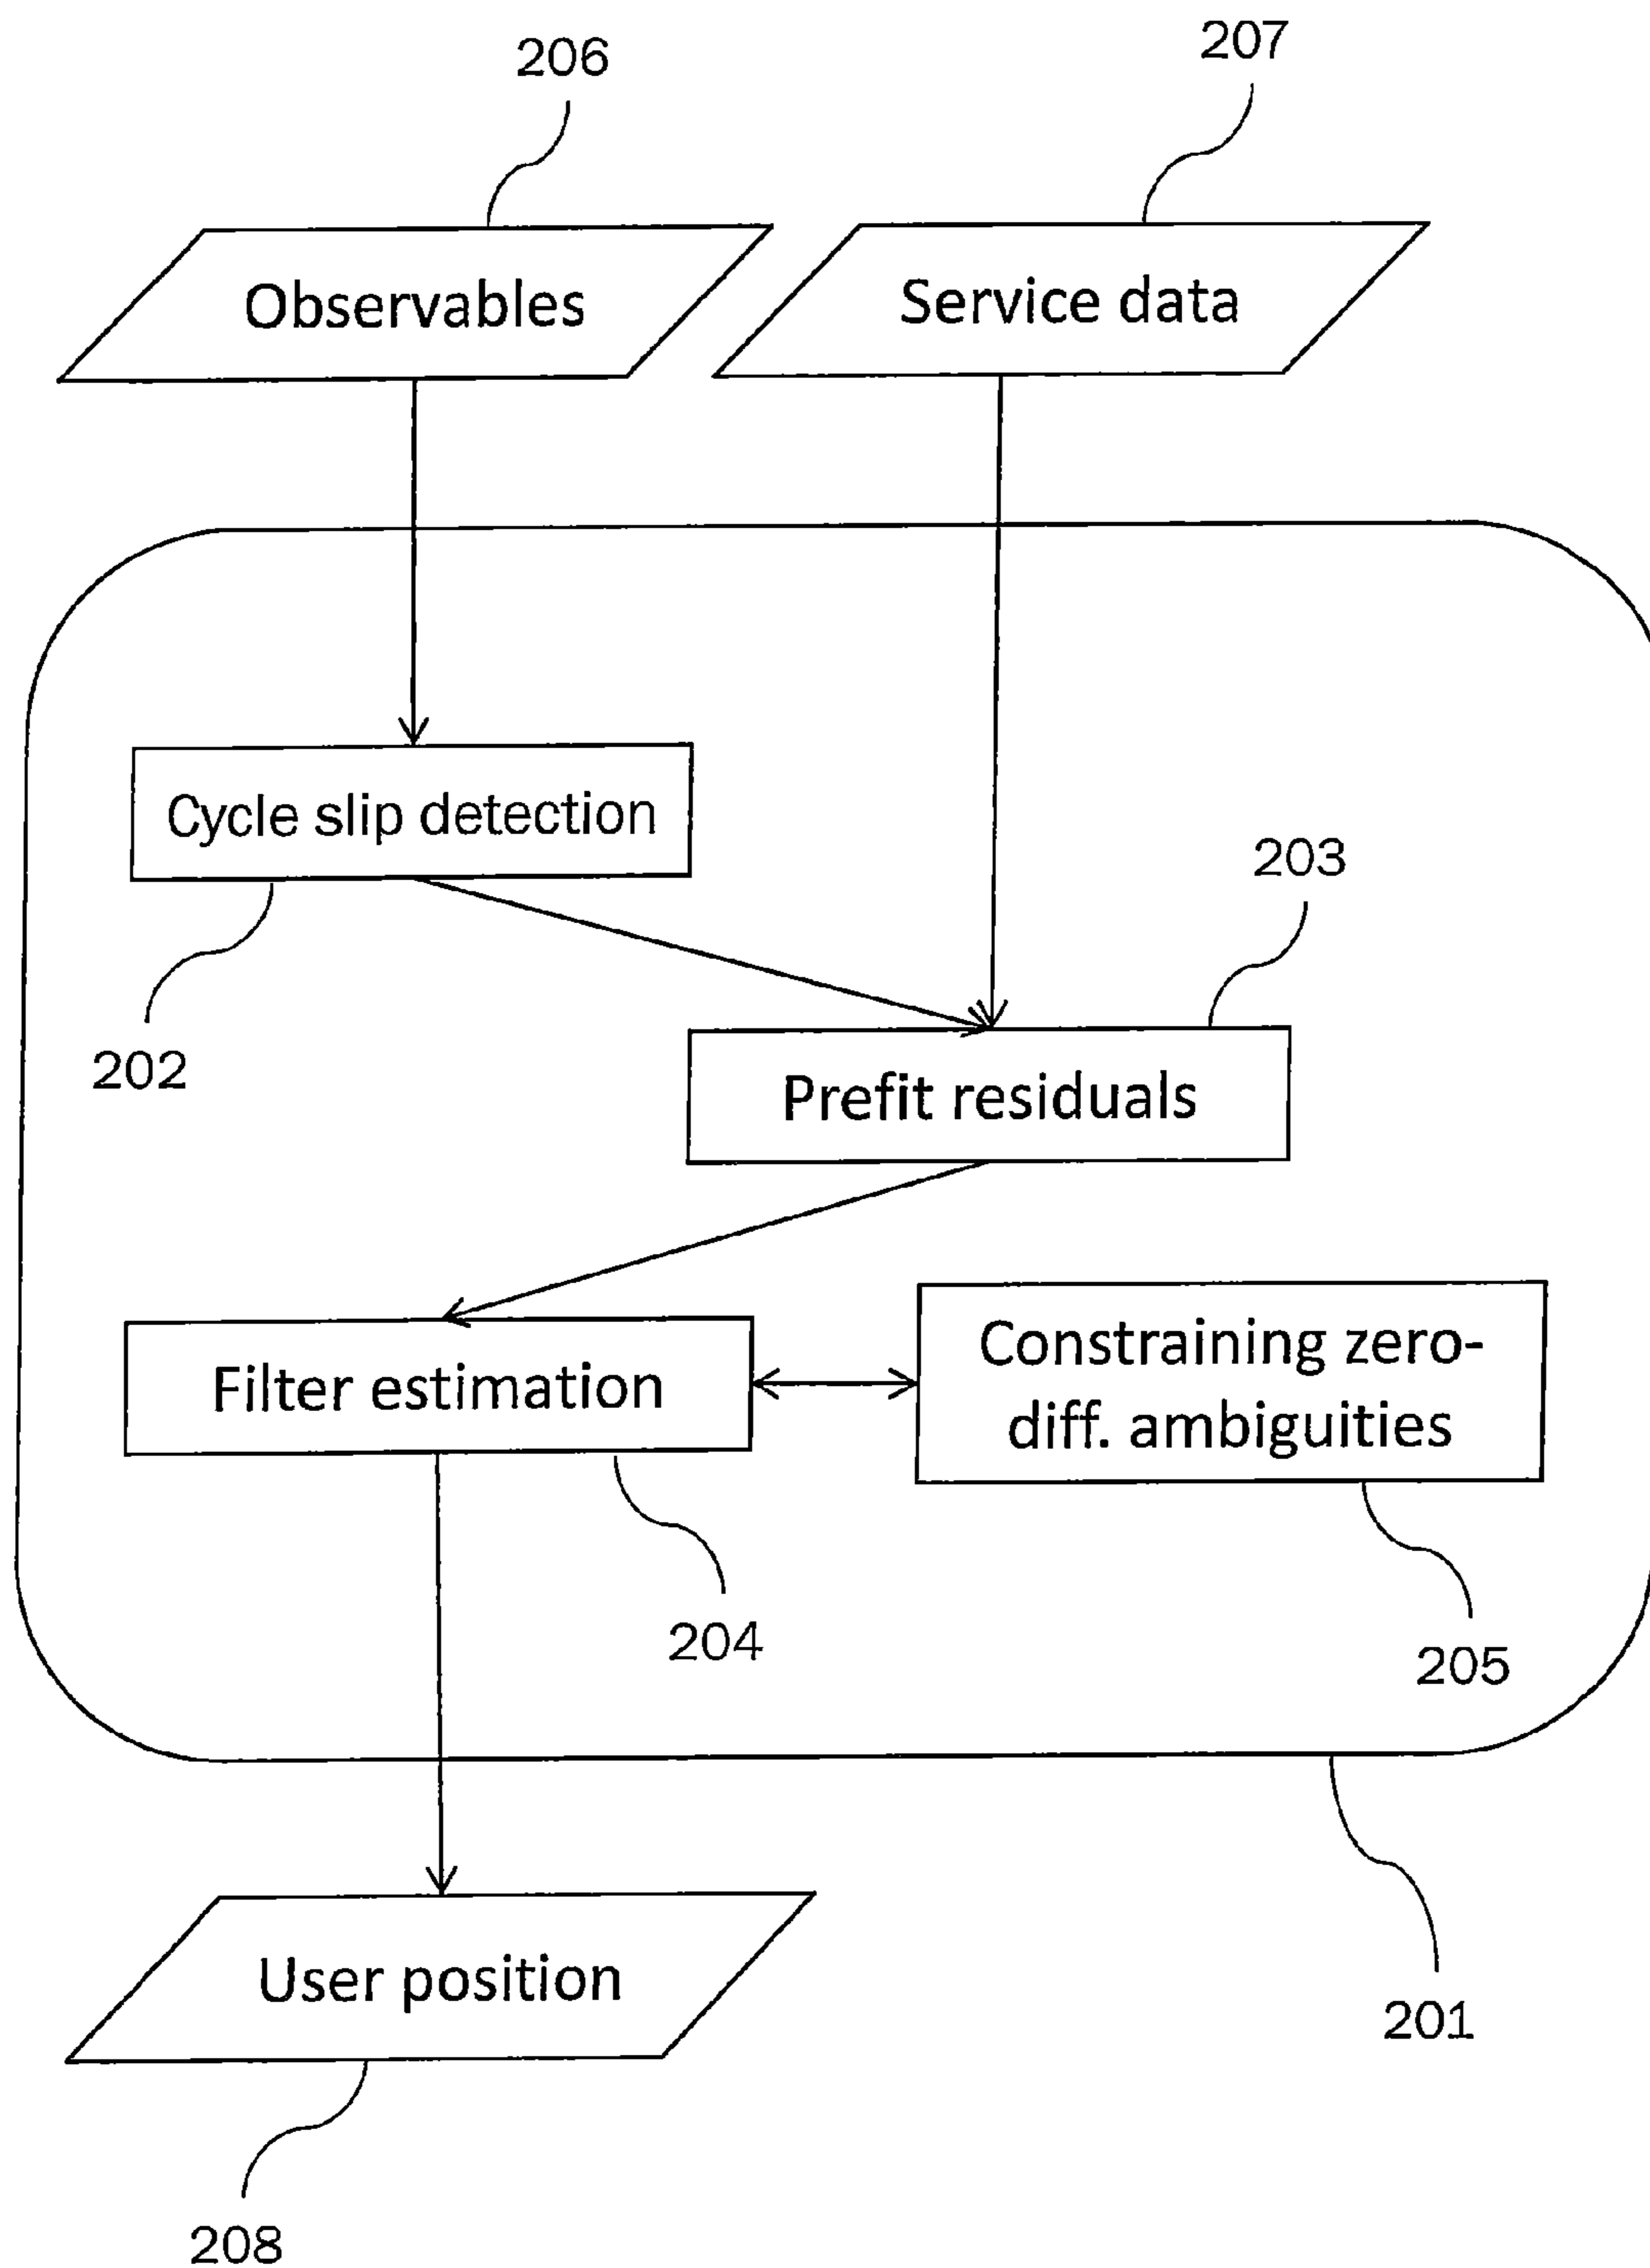 206
207
Observables
Service data
Cycle slip detection
203
202
Prefit residuals
Filter estimation
Constraining zero-
diff. ambiguities
204
205
User position
201
208